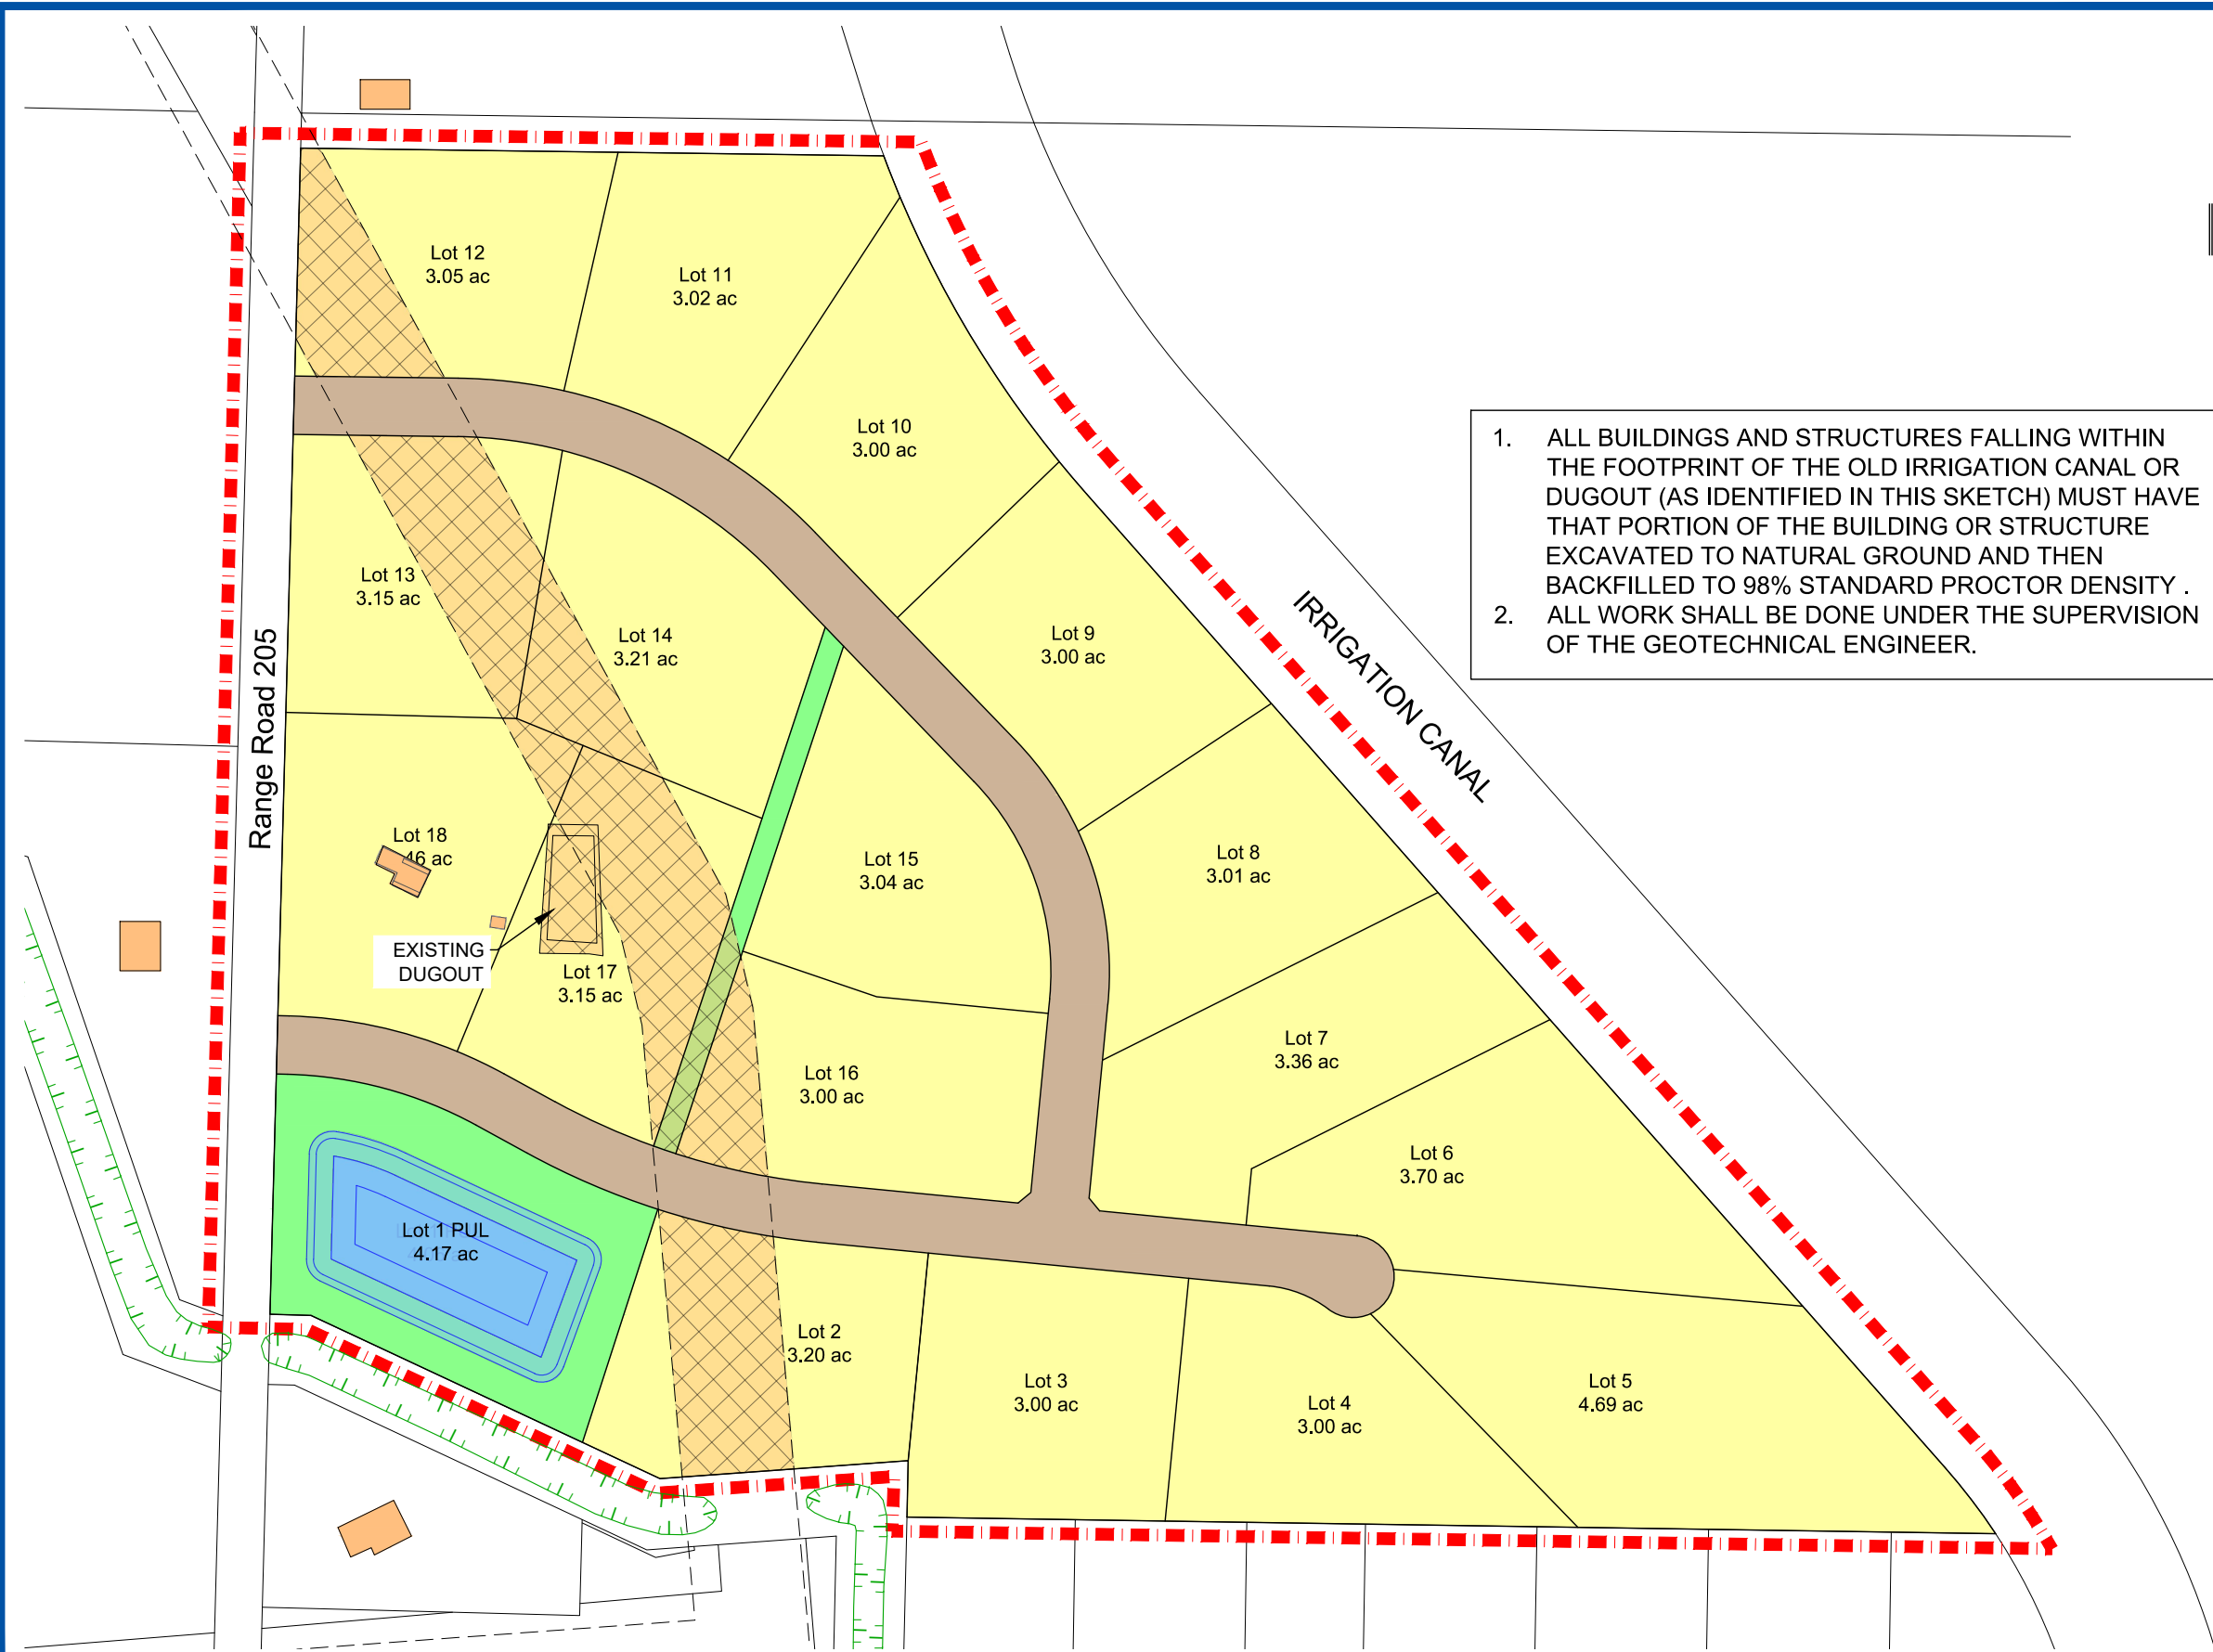 Lot 12
3.05 ac
Lot 11
3.02 ac
Lot 10
3.00 ac
1. ALL BUILDINGS AND STRUCTURES FALLING WITHIN
THE FOOTPRINT OF THE OLD IRRIGATION CANAL OR
DUGOUT (AS IDENTIFIED IN THIS SKETCH) MUST HAVE
THAT PORTION OF THE BUILDING OR STRUCTURE
EXCAVATED TO NATURAL GROUND AND THEN
BACKFILLED TO 98% STANDARD PROCTOR DENSITY .
2. ALL WORK SHALL BE DONE UNDER THE SUPERVISION
OF THE GEOTECHNICAL ENGINEER.
Lot 13
3.15 ac
Lot 14
3.21 ac
Lot 9
3.00 ac
IRRIGATION CANAL
Range Road 205
Lot 18
46 ac
Lot 15
3.04 ac
Lot 8
3.01 ac
EXISTING
DUGOUT
Lot 17
3.15 ac
Lot 16
3.00 ac
Lot 7
3.36 ac
Lot 6
3.70 ac
Lot 1 PUL
4.17 ac
Lot 2
3.20 ac
Lot 3
3.00 ac
Lot 4
3.00 ac
Lot 5
4.69 ac